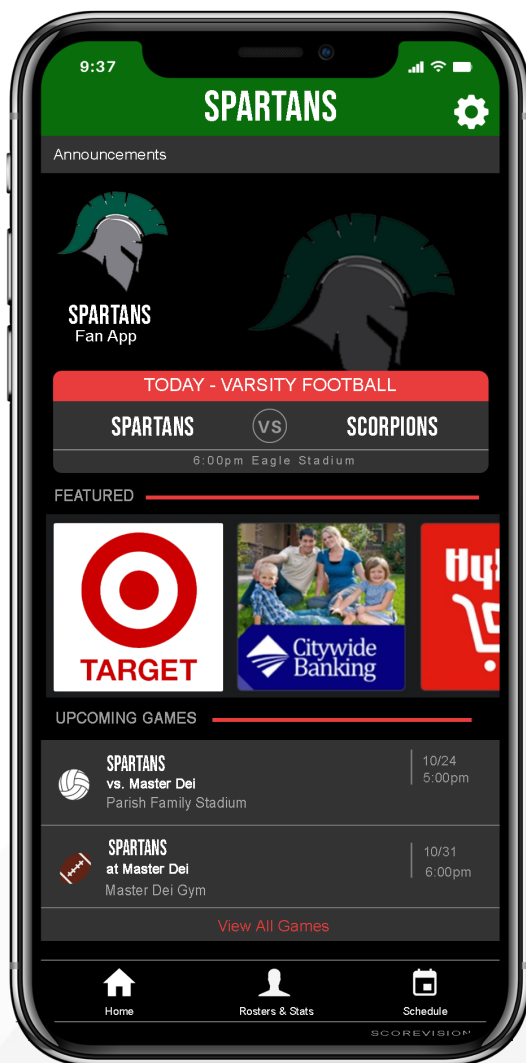 9:37
SPARTANS
Announcements
SPARTANS
Fan App
TODAY - VARSITY FOOTBALL
SPARTANS VS SCORPIONS
6:00pm Eagle Stadium
FEATURED
TARGET
Citywide
Banking
UPCOMING GAMES
SPARTANS
vs. Master Dei
Parish Family Stadium
10/24
5:00pm
SPARTANS
at Master Dei
Master Dei Gym
10/31
6:00pm
View All Games
Home Rosters & Stats Schedule
SCOREVISION